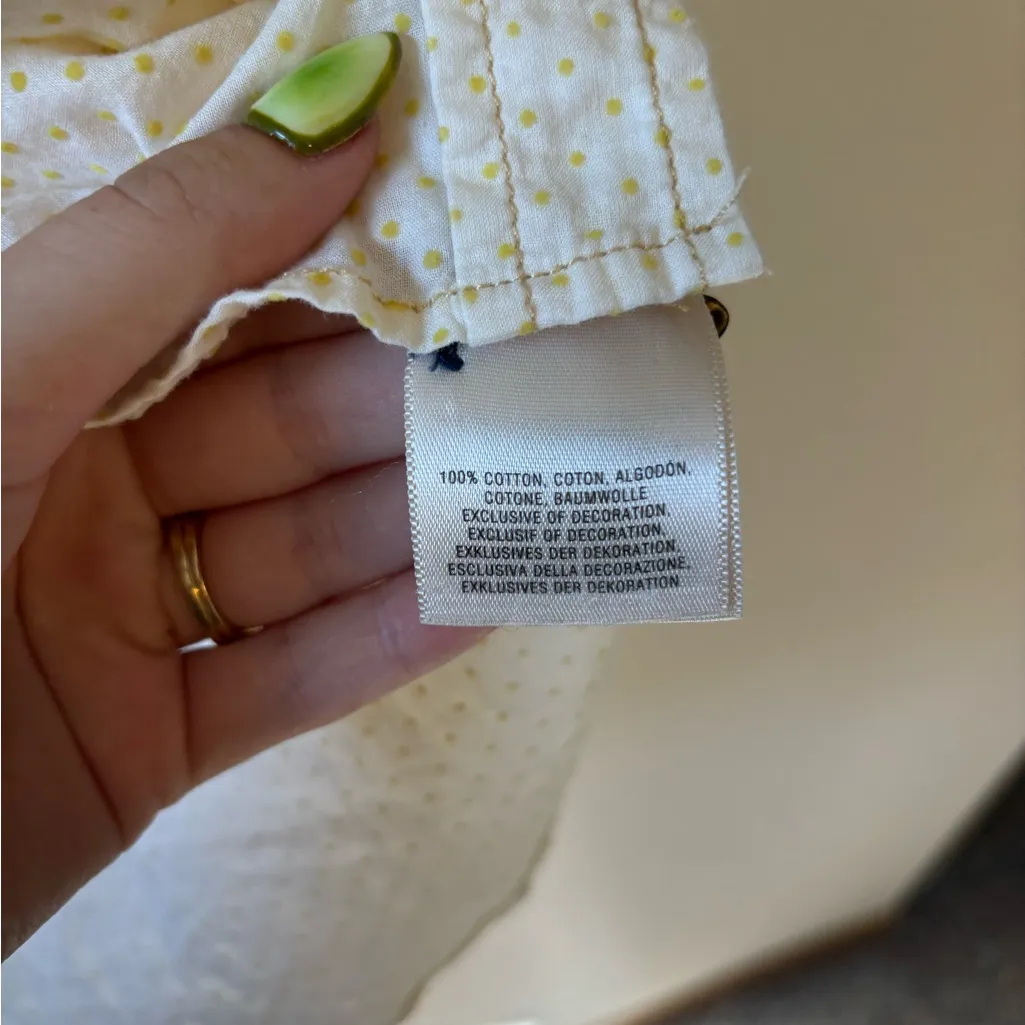 100% COTTON, COTON, ALGODÓN,
COTONE, BAUMWOLLE
EXCLUSIVE OF DECORATION,
EXCLUSIF OF DECORATION,
EXKLUSIVES DER DEKORATION,
ESCLUSIVA DELLA DECORAZIONE,
EXKLUSIVES DER DEKORATION